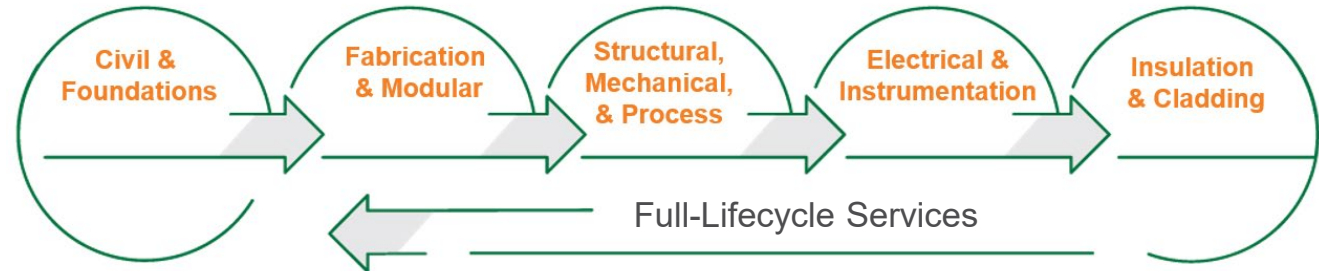 Civil &
Foundations
Fabrication
& Modular
Structural,
Mechanical,
& Process
Electrical &
Instrumentation
Insulation
& Cladding
Full-Lifecycle Services